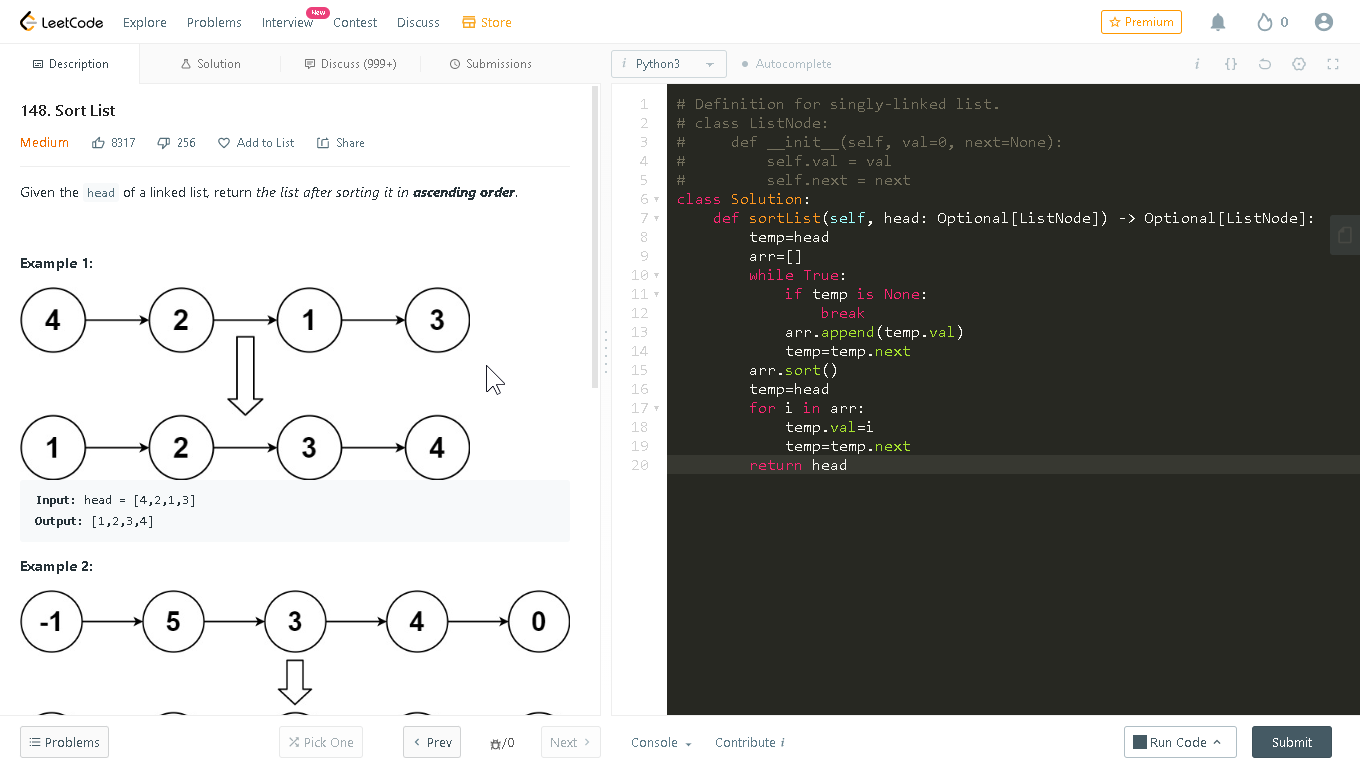 LeetCode Explore Problems Interview New Contest Discuss Store Premium 0
Description Solution Discuss (999+) Submissions
148. Sort List
Medium 8317 256 Add to List Share
Given the head of a linked list, return the list after sorting it in ascending order.
Example 1:
4 2 1 3
1 2 3 4
Input: head = [4,2,1,3]
Output: [1,2,3,4]
Example 2:
-1 5 3 4 0
Problems Pick One Prev /0 Next
i Python3 Autocomplete i {}
1 # Definition for singly-linked list.
2 # class ListNode:
3 #     def __init__(self, val=0, next=None):
4 #         self.val = val
5 #         self.next = next
6 class Solution:
7     def sortList(self, head: Optional[ListNode]) -> Optional[ListNode]:
8         temp=head
9         arr=[]
10         while True:
11             if temp is None:
12                 break
13             arr.append(temp.val)
14             temp=temp.next
15         arr.sort()
16         temp=head
17         for i in arr:
18             temp.val=i
19             temp=temp.next
20         return head
Console Contribute i Run Code Submit